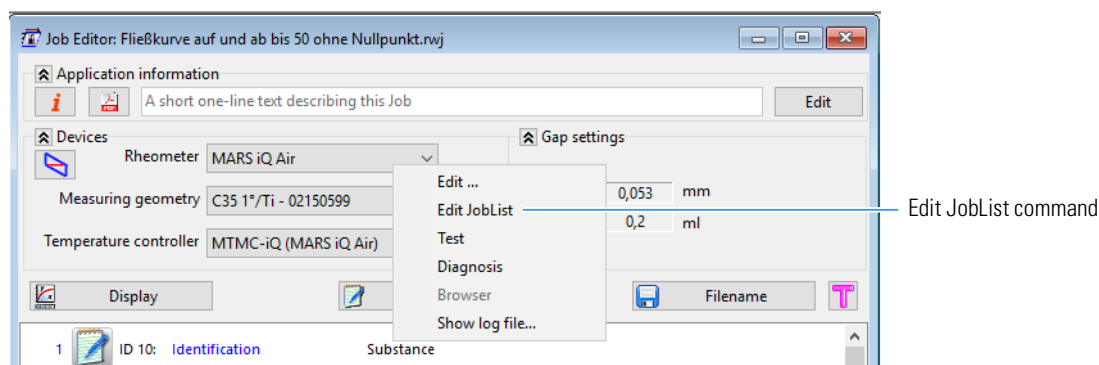 Job Editor: Fließkurve auf und ab bis 50 ohne Nullpunkt.rwj
Application information
A short one-line text describing this Job
Edit
Devices
Gap settings
Rheometer
MARS iQ Air
Measuring geometry
C35 1°/Ti - 02150599
0,053 mm
0,2 ml
Temperature controller
MTMC-iQ (MARS iQ Air)
Edit ...
Edit JobList
Test
Diagnosis
Browser
Show log file...
Edit JobList command
Display
Filename
1 ID 10: Identification Substance